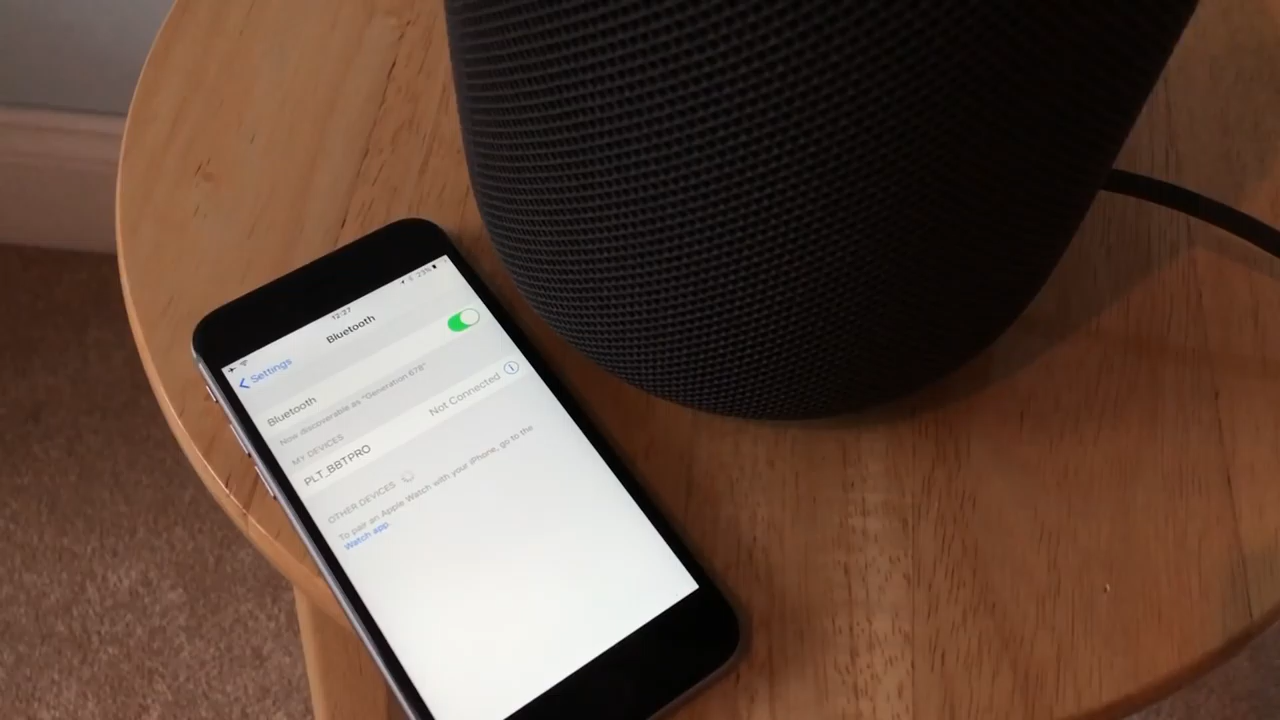 12:27
23%
Settings
Bluetooth
Bluetooth
Now discoverable as "Generation 678"
MY DEVICES
PLT_BBTPRO Not Connected
OTHER DEVICES
To pair an Apple Watch with your iPhone, go to the
Watch app.